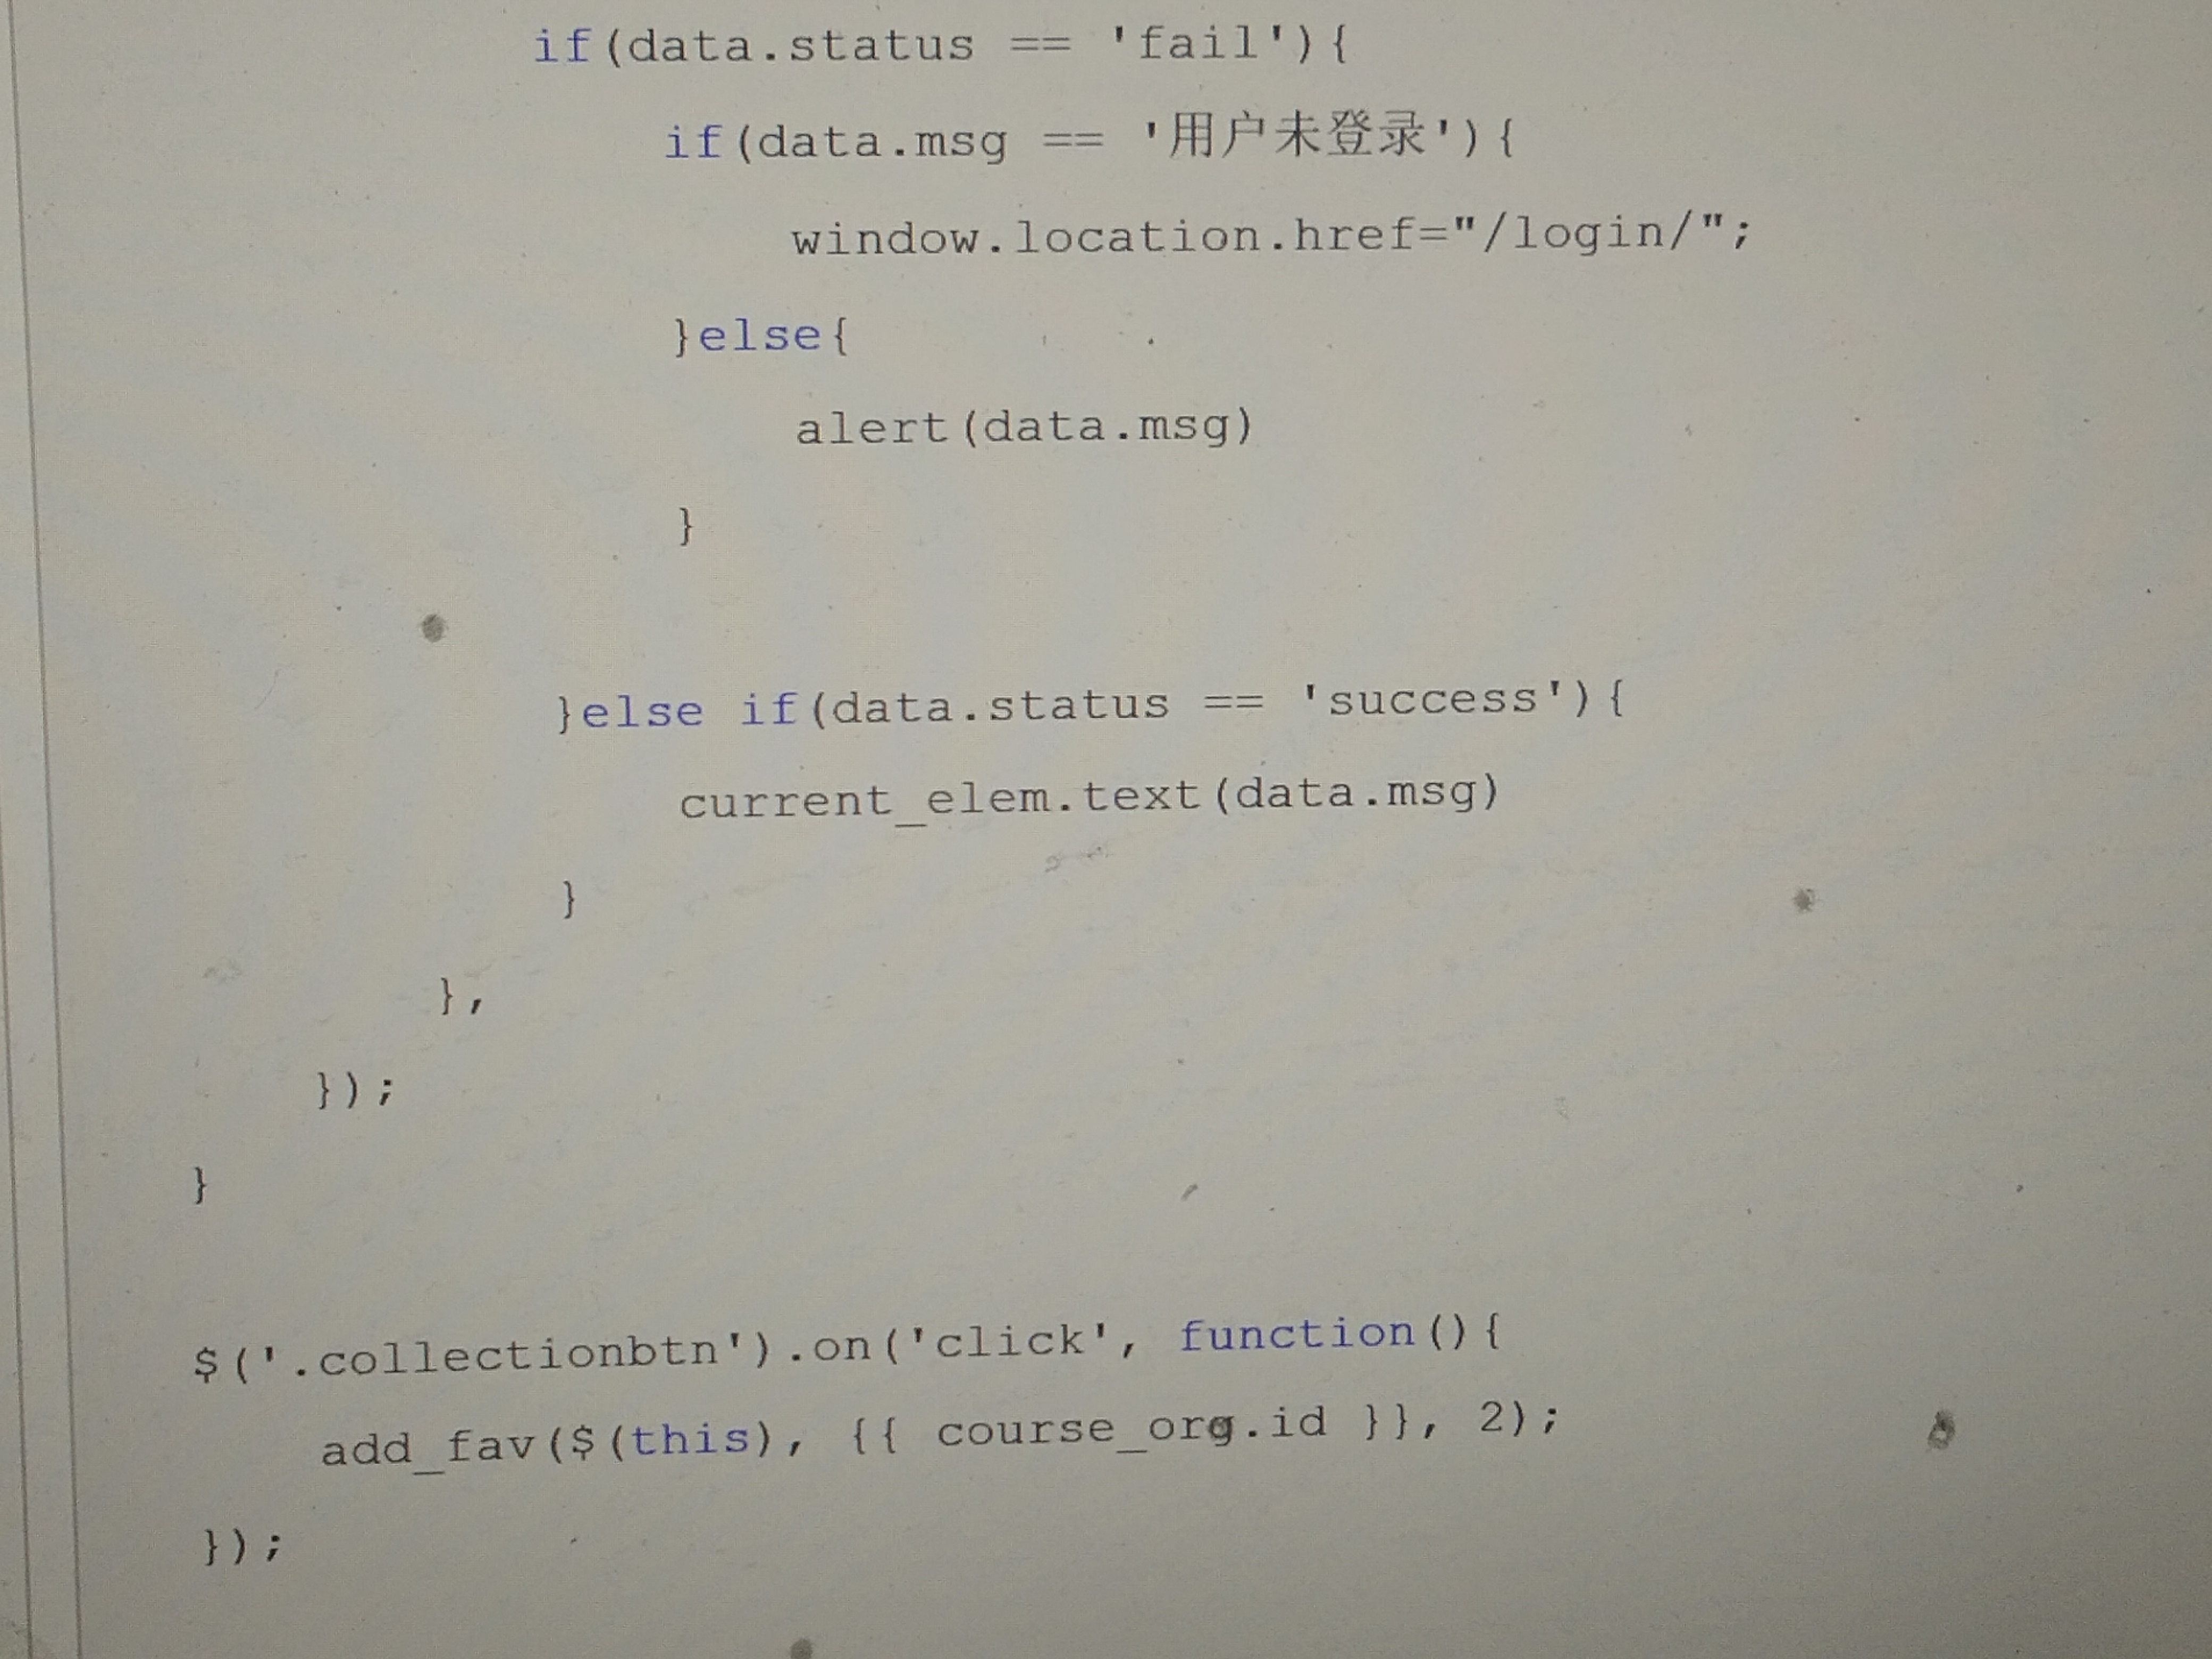 if(data.status == 'fail'){
if(data.msg == '用户未登录'){
window.location.href="/login/";
}else{
alert(data.msg)
}
}else if(data.status == 'success'){
current_elem.text(data.msg)
}
},
});
}
$('.collectionbtn').on('click', function(){
add_fav($(this), {{ course_org.id }}, 2);
});